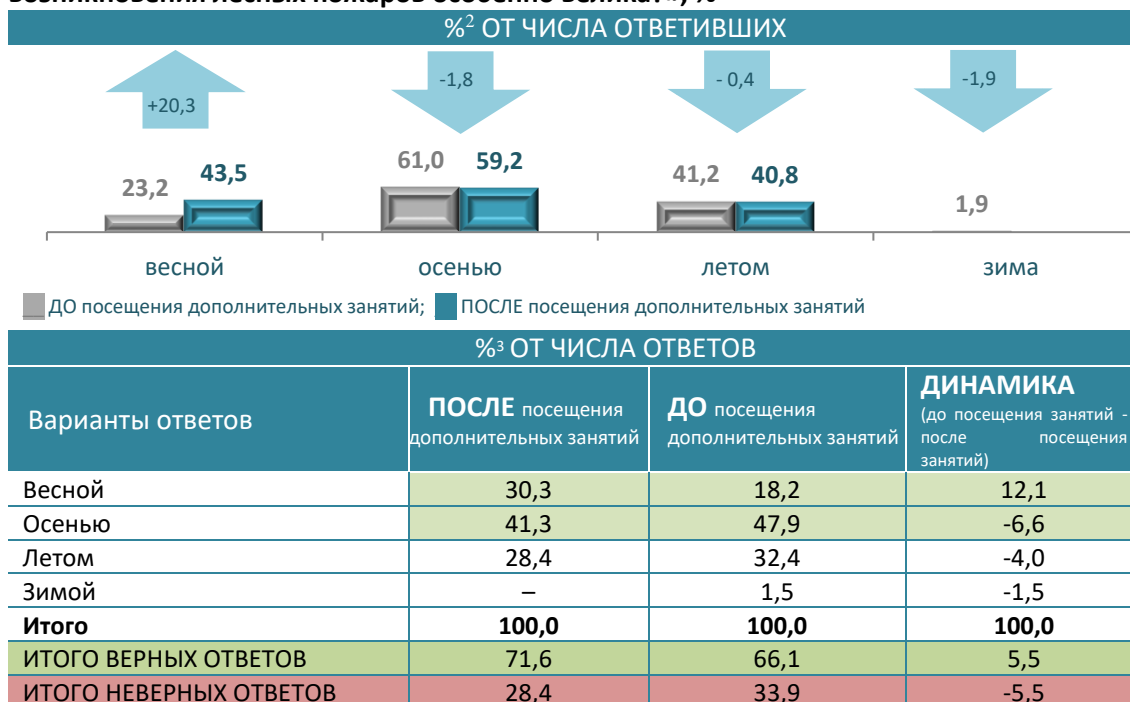 возникновения лесных пожаров особенно велика?», %
%2 ОТ ЧИСЛА ОТВЕТИВШИХ
+20,3
-1,8
- 0,4
-1,9
23,2 43,5
61,0 59,2
41,2 40,8
1,9
весной осенью летом зима
ДО посещения дополнительных занятий; ПОСЛЕ посещения дополнительных занятий
%3 ОТ ЧИСЛА ОТВЕТОВ
Варианты ответов
ПОСЛЕ посещения
дополнительных занятий
ДО посещения
дополнительных занятий
ДИНАМИКА
(до посещения занятий -
после посещения
занятий)
Весной 30,3 18,2 12,1
Осенью 41,3 47,9 -6,6
Летом 28,4 32,4 -4,0
Зимой – 1,5 -1,5
Итого 100,0 100,0 100,0
ИТОГО ВЕРНЫХ ОТВЕТОВ 71,6 66,1 5,5
ИТОГО НЕВЕРНЫХ ОТВЕТОВ 28,4 33,9 -5,5